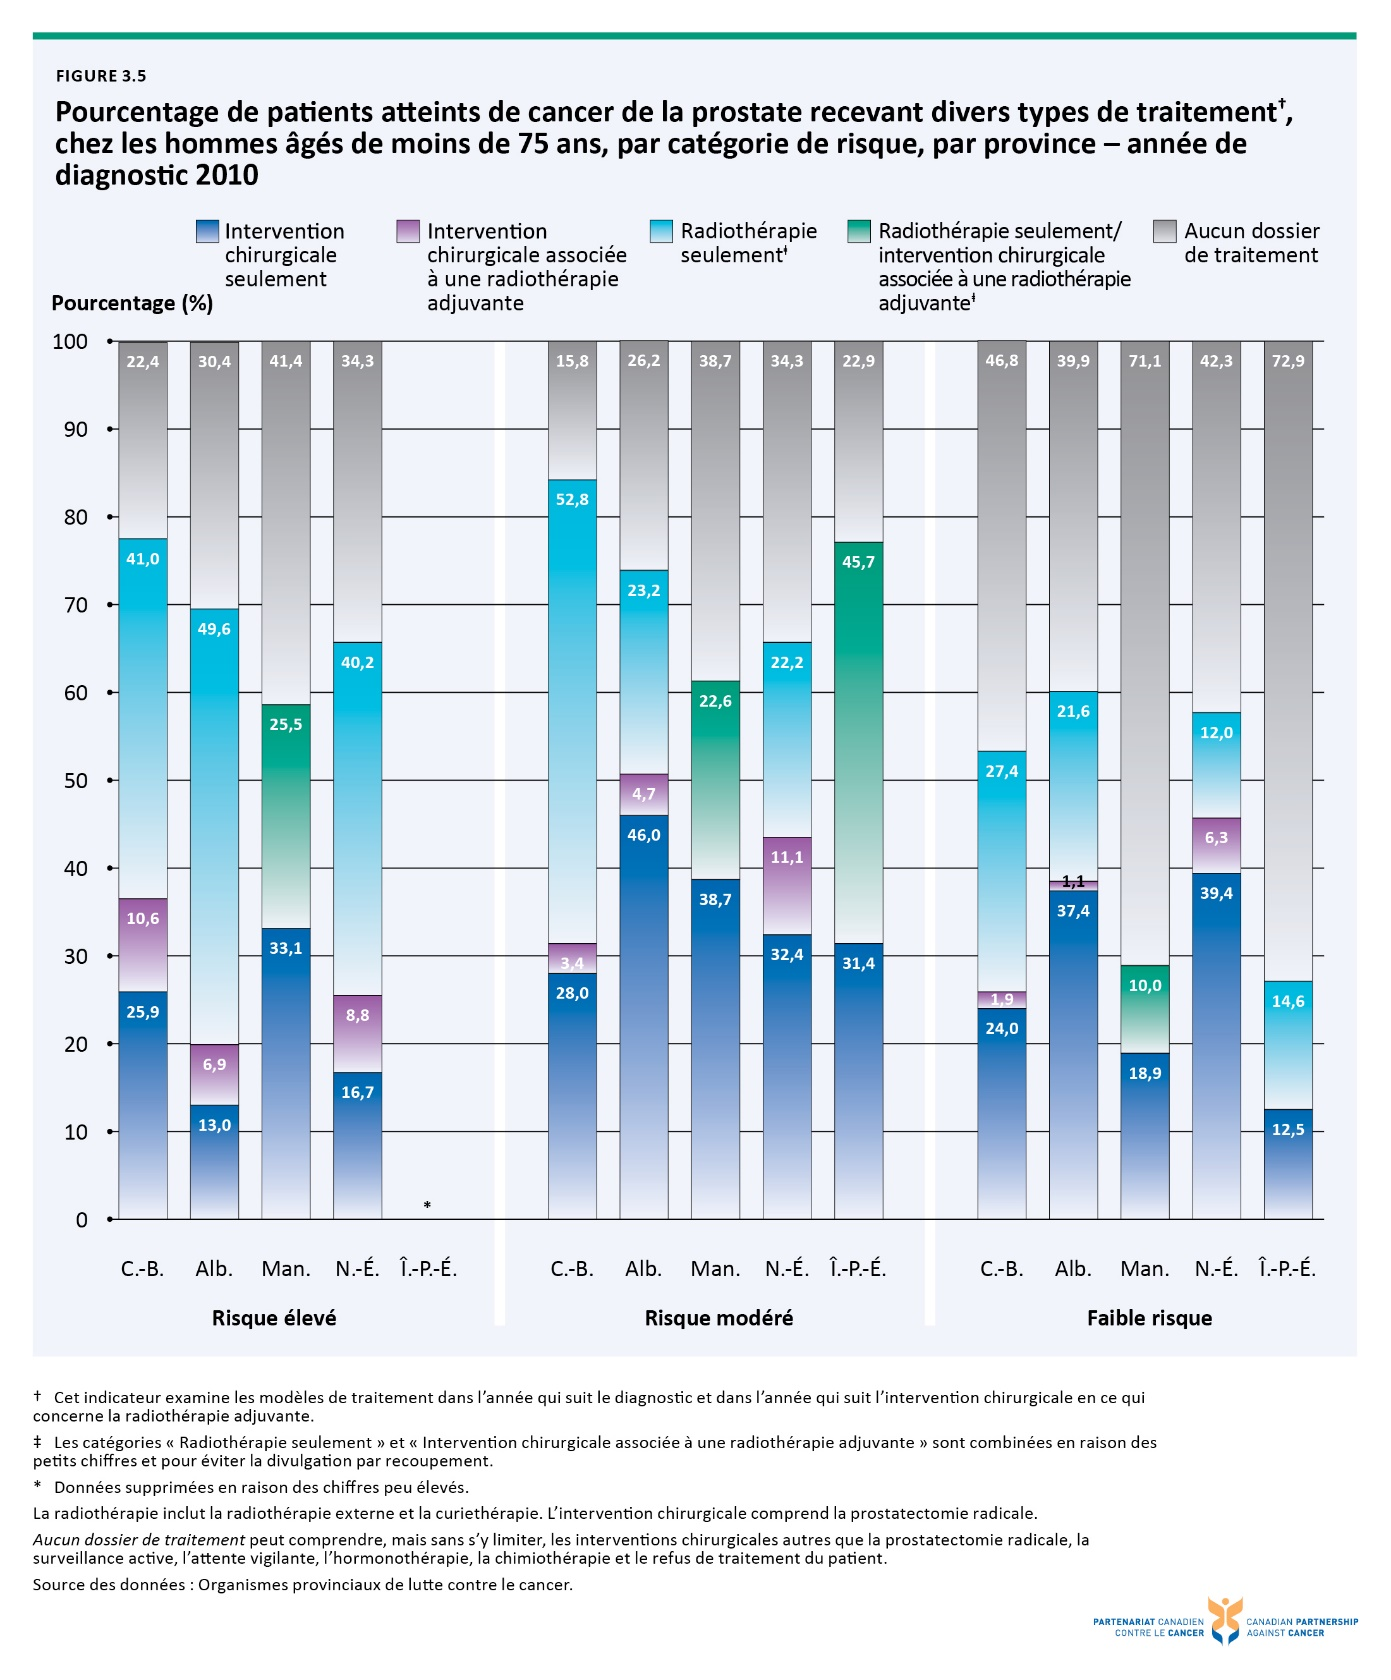 FIGURE 3.5
Pourcentage de patients atteints de cancer de la prostate recevant divers types de traitement†,
chez les hommes âgés de moins de 75 ans, par catégorie de risque, par province – année de
diagnostic 2010
Intervention
chirurgicale
seulement
Intervention
chirurgicale associée
à une radiothérapie
adjuvante
Radiothérapie
seulement‡
Radiothérapie seulement/
intervention chirurgicale
associée à une radiothérapie
adjuvante‡
Aucun dossier
de traitement
Pourcentage (%)
100
90
80
70
60
50
40
30
20
10
0
22,4
41,0
10,6
25,9
30,4
49,6
6,9
13,0
41,4
25,5
33,1
34,3
40,2
8,8
16,7
*
15,8
52,8
3,4
28,0
26,2
23,2
4,7
46,0
38,7
22,6
38,7
34,3
22,2
11,1
32,4
22,9
45,7
31,4
46,8
27,4
1,9
24,0
39,9
21,6
1,1
37,4
71,1
10,0
18,9
42,3
12,0
6,3
39,4
72,9
14,6
12,5
C.-B. Alb. Man. N.-É. Î.-P.-É. C.-B. Alb. Man. N.-É. Î.-P.-É. C.-B. Alb. Man. N.-É. Î.-P.-É.
Risque élevé Risque modéré Faible risque
† Cet indicateur examine les modèles de traitement dans l’année qui suit le diagnostic et dans l’année qui suit l’intervention chirurgicale en ce qui
concerne la radiothérapie adjuvante.
‡ Les catégories « Radiothérapie seulement » et « Intervention chirurgicale associée à une radiothérapie adjuvante » sont combinées en raison des
petits chiffres et pour éviter la divulgation par recoupement.
* Données supprimées en raison des chiffres peu élevés.
La radiothérapie inclut la radiothérapie externe et la curiethérapie. L’intervention chirurgicale comprend la prostatectomie radicale.
Aucun dossier de traitement peut comprendre, mais sans s’y limiter, les interventions chirurgicales autres que la prostatectomie radicale, la
surveillance active, l’attente vigilante, l’hormonothérapie, la chimiothérapie et le refus de traitement du patient.
Source des données : Organismes provinciaux de lutte contre le cancer.
PARTENARIAT CANADIEN
CONTRE LE CANCER
CANADIAN PARTNERSHIP
AGAINST CANCER